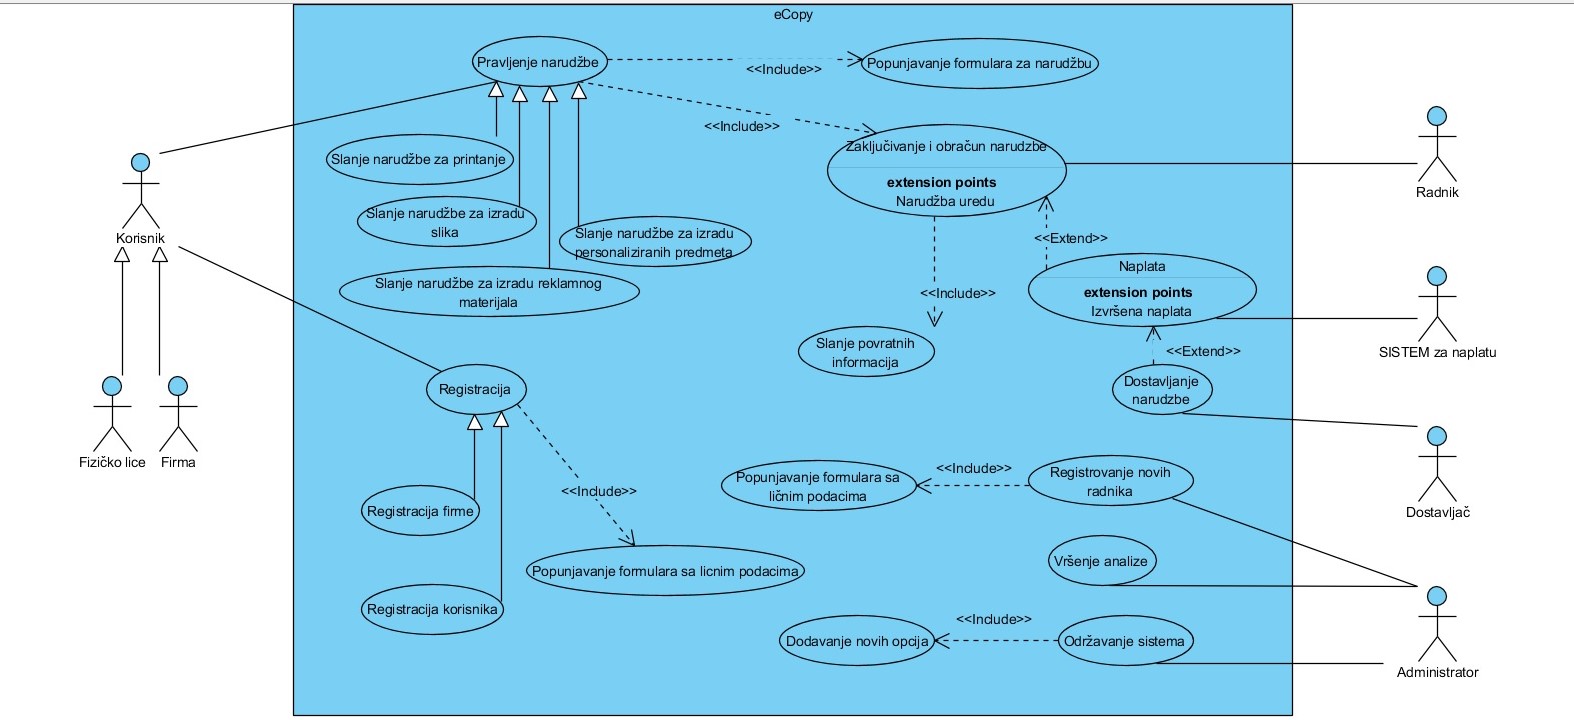 eCopy
Pravljenje narudžbe
<<Include>>
Popunjavanje formulara za narudžbu
<<Include>>
Zaključivanje i obračun narudzbe
extension points
Narudžba uredu
Slanje narudžbe za printanje
Slanje narudžbe za izradu
slika
Slanje narudžbe za izradu
personaliziranih predmeta
Slanje narudžbe za izradu reklamnog
materijala
Korisnik
Fizičko lice
Firma
Radnik
<<Extend>>
Naplata
extension points
Izvršena naplata
<<Include>>
Slanje povratnih
informacija
SISTEM za naplatu
<<Extend>>
Dostavljanje
narudzbe
Dostavljač
Registracija
<<Include>>
Registracija firme
Registracija korisnika
Popunjavanje formulara sa licnim podacima
Popunjavanje formulara sa
ličnim podacima
<<Include>>
Registrovanje novih
radnika
Vršenje analize
Dodavanje novih opcija
<<Include>>
Održavanje sistema
Administrator